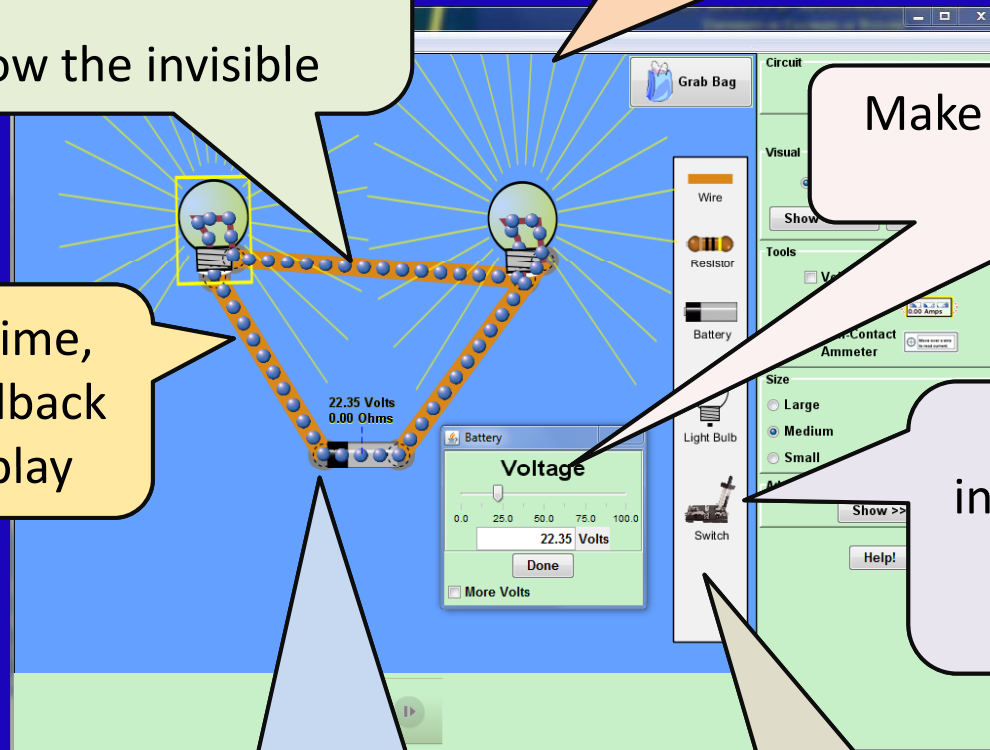 ow the invisible
Grab Bag
Circuit
Make
Visual
Wire
Show
Resistor
Tools
0.00 Amps
Battery
Contact
Ammeter
ime,
lback
play
22.35 Volts
0.00 Ohms
Size
Large
Medium
Small
Light Bulb
Battery
Voltage
0.0 25.0 50.0 75.0 100.0
22.35 Volts
Done
More Volts
Switch
in
Show >>
Help!